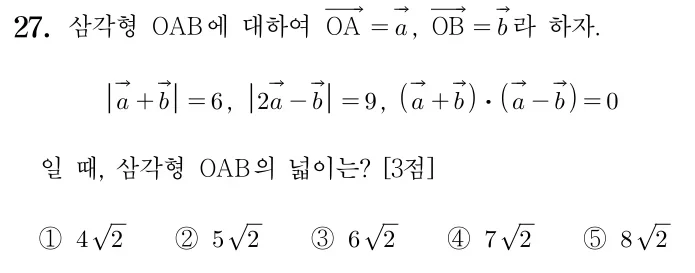 27. 삼각형 OAB에 대하여 $\overrightarrow{OA} = \vec{a}$, $\overrightarrow{OB} = \vec{b}$라 하자.
$|\vec{a} + \vec{b}| = 6$, $|2\vec{a} - \vec{b}| = 9$, $(\vec{a} + \vec{b}) \cdot (\vec{a} - \vec{b}) = 0$
일 때, 삼각형 OAB의 넓이는? [3점]
① $4\sqrt{2}$ ② $5\sqrt{2}$ ③ $6\sqrt{2}$ ④ $7\sqrt{2}$ ⑤ $8\sqrt{2}$